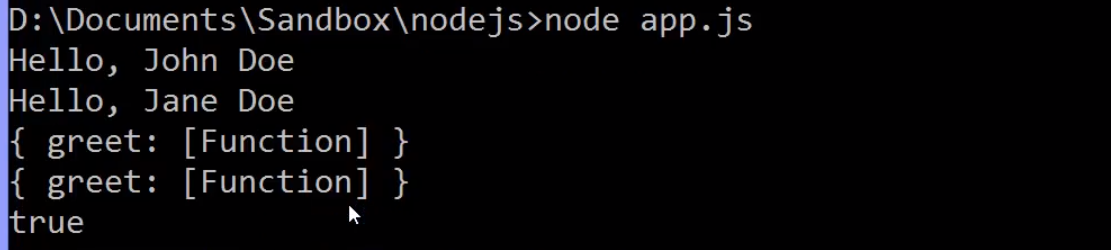 D:\Documents\Sandbox\nodejs>node app.js
Hello, John Doe
Hello, Jane Doe
{ greet: [Function] }
{ greet: [Function] }
true